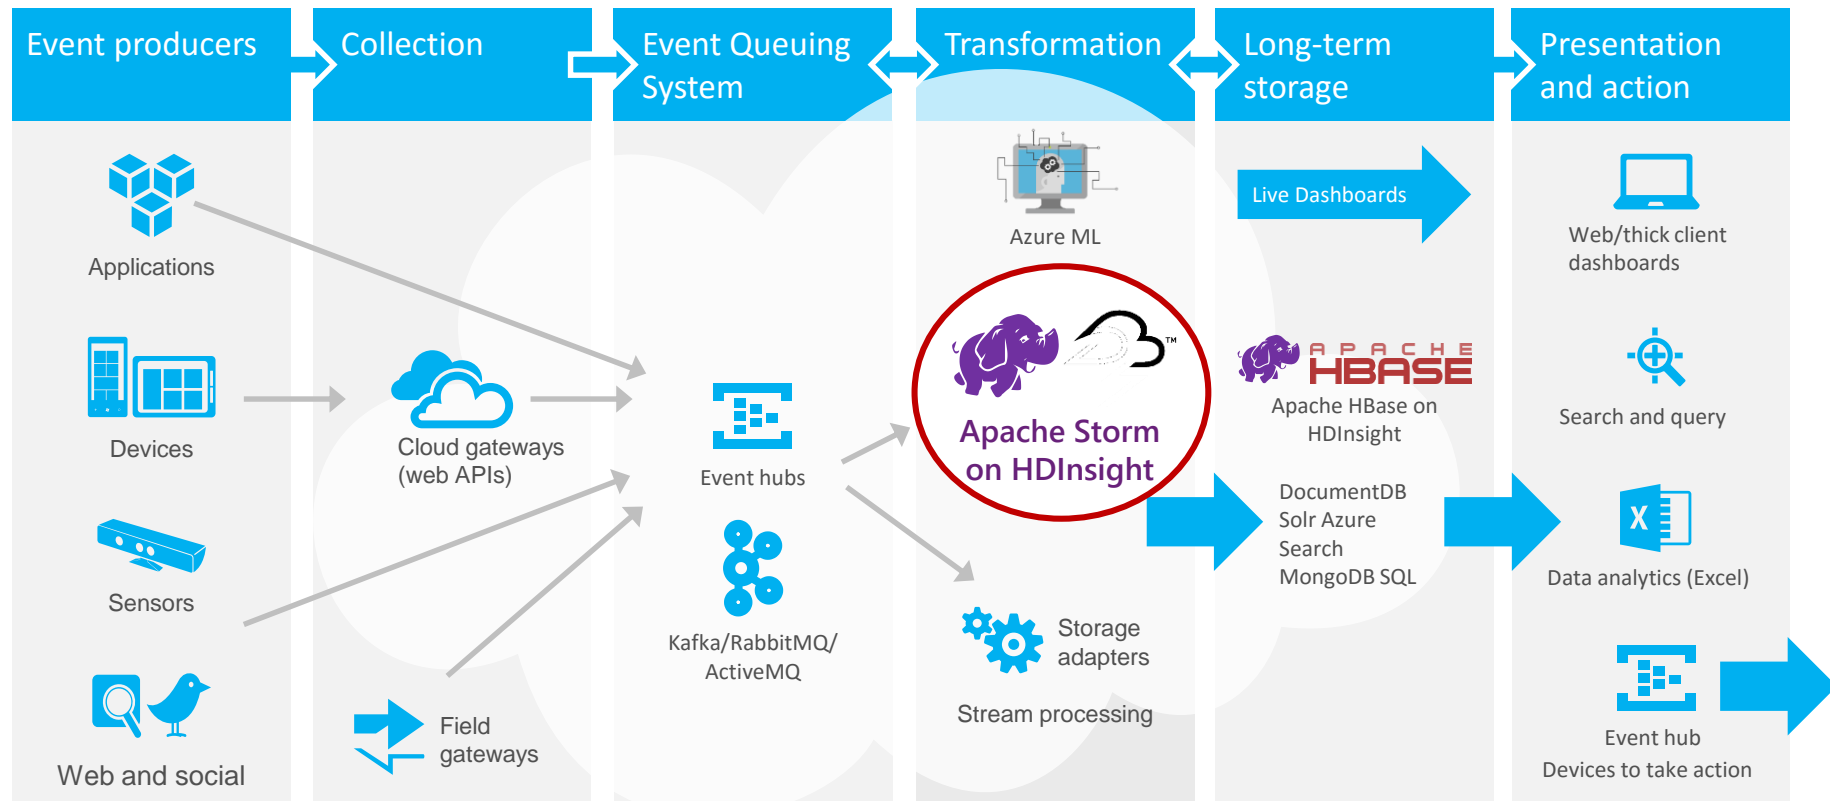 Event producers
Collection
Event Queuing
System
Transformation
Long-term
storage
Presentation
and action
Applications
Devices
Sensors
Web and social
Cloud gateways
(web APIs)
Field
gateways
Event hubs
Kafka/RabbitMQ/
ActiveMQ
Azure ML
TM
Apache Storm
on HDInsight
Storage
adapters
Stream processing
Live Dashboards
APACHE
HBASE
Apache HBase on
HDInsight
DocumentDB
Solr Azure
Search
MongoDB SQL
Web/thick client
dashboards
Search and query
X
Data analytics (Excel)
Event hub
Devices to take action